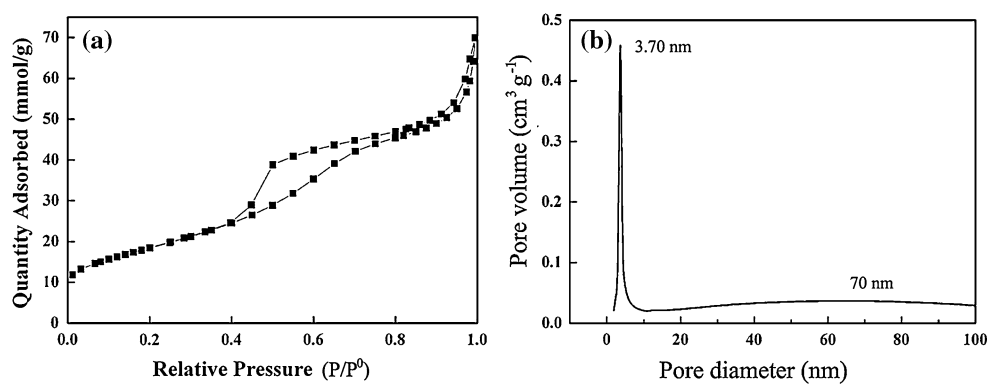 (a)
Quantity Adsorbed (mmol/g)
70
60
50
40
30
20
10
0
0.0 0.2 0.4 0.6 0.8 1.0
Relative Pressure (P/P⁰)
(b)
3.70 nm
70 nm
Pore volume (cm³ g⁻¹)
0.5
0.4
0.3
0.2
0.1
0.0
0 20 40 60 80 100
Pore diameter (nm)